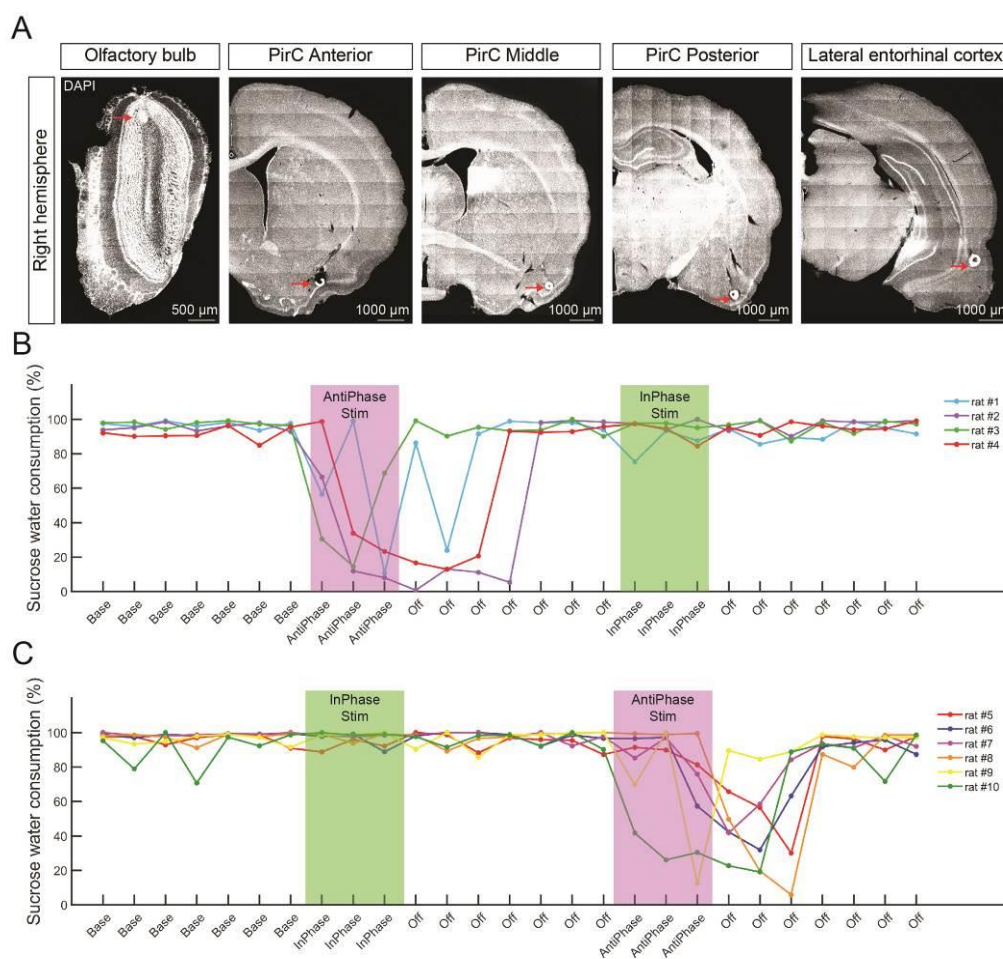 A
Olfactory bulb
PirC Anterior
PirC Middle
PirC Posterior
Lateral entorhinal cortex
Right hemisphere
DAPI
500 µm
1000 µm
1000 µm
1000 µm
1000 µm
B
Sucrose water consumption (%)
100
80
60
40
20
0
AntiPhase
Stim
InPhase
Stim
rat #1
rat #2
rat #3
rat #4
Base
Base
Base
Base
Base
Base
Base
AntiPhase
AntiPhase
AntiPhase
Off
Off
Off
Off
Off
Off
Off
InPhase
InPhase
InPhase
Off
Off
Off
Off
Off
Off
Off
C
Sucrose water consumption (%)
100
80
60
40
20
0
InPhase
Stim
AntiPhase
Stim
rat #5
rat #6
rat #7
rat #8
rat #9
rat #10
Base
Base
Base
Base
Base
Base
Base
InPhase
InPhase
InPhase
Off
Off
Off
Off
Off
Off
Off
AntiPhase
AntiPhase
AntiPhase
Off
Off
Off
Off
Off
Off
Off